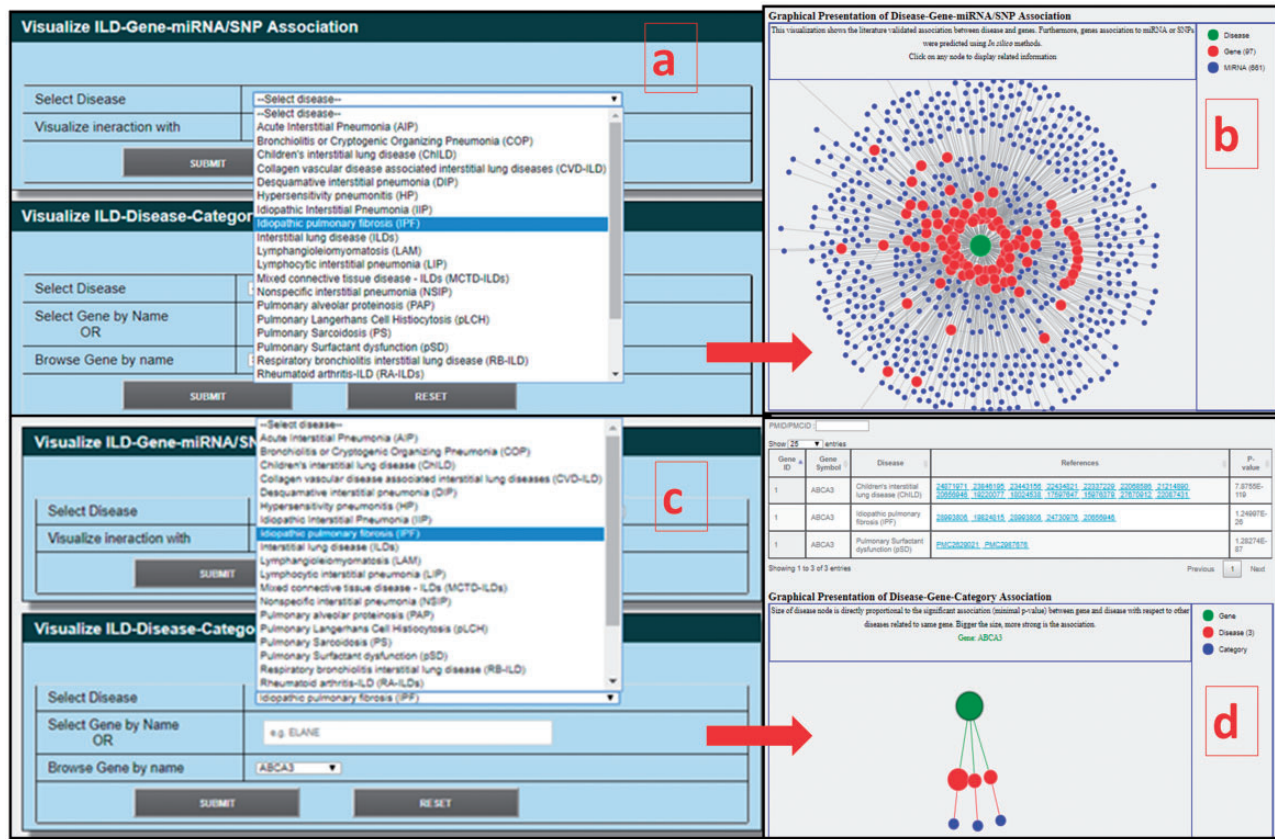 Visualize ILD-Gene-miRNA/SNP Association
a
Select Disease
--Select disease--
Visualize ineraction with
--Select disease--
Acute Interstitial Pneumonia (AIP)
Bronchiolitis or Cryptogenic Organizing Pneumonia (COP)
Children's interstitial lung disease (ChILD)
Collagen vascular disease associated interstitial lung diseases (CVD-ILD)
Desquamative interstitial pneumonia (DIP)
Hypersensitivity pneumonitis (HP)
Idiopathic Interstitial Pneumonia (IIP)
Idiopathic pulmonary fibrosis (IPF)
Interstitial lung disease (ILDs)
Lymphangioleiomyomatosis (LAM)
Lymphocytic interstitial pneumonia (LIP)
Mixed connective tissue disease - ILDs (MCTD-ILDs)
Nonspecific interstitial pneumonia (NSIP)
Pulmonary alveolar proteinosis (PAP)
Pulmonary Langerhans Cell Histiocytosis (pLCH)
Pulmonary Sarcoidosis (PS)
Pulmonary Surfactant dysfunction (pSD)
Respiratory bronchiolitis interstitial lung disease (RB-ILD)
Rheumatoid arthritis-ILD (RA-ILDs)
SUBMIT
Visualize ILD-Disease-Categor
Select Disease
Select Gene by Name
OR
Browse Gene by name
SUBMIT
RESET
Graphical Presentation of Disease-Gene-miRNA/SNP Association
This visualization shows the literature validated association between disease and genes. Furthermore, genes association to miRNA or SNPs
were predicted using In silico methods.
Click on any node to display related information
Disease
Gene (97)
MiRNA (661)
b
Visualize ILD-Gene-miRNA/SN
c
Select Disease
Visualize ineraction with
--Select disease--
Acute Interstitial Pneumonia (AIP)
Bronchiolitis or Cryptogenic Organizing Pneumonia (COP)
Children's interstitial lung disease (ChILD)
Collagen vascular disease associated interstitial lung diseases (CVD-ILD)
Desquamative interstitial pneumonia (DIP)
Hypersensitivity pneumonitis (HP)
Idiopathic Interstitial Pneumonia (IIP)
Idiopathic pulmonary fibrosis (IPF)
Interstitial lung disease (ILDs)
Lymphangioleiomyomatosis (LAM)
Lymphocytic interstitial pneumonia (LIP)
Mixed connective tissue disease - ILDs (MCTD-ILDs)
Nonspecific interstitial pneumonia (NSIP)
Pulmonary alveolar proteinosis (PAP)
Pulmonary Langerhans Cell Histiocytosis (pLCH)
Pulmonary Sarcoidosis (PS)
Pulmonary Surfactant dysfunction (pSD)
Respiratory bronchiolitis interstitial lung disease (RB-ILD)
Rheumatoid arthritis-ILD (RA-ILDs)
SUBMIT
Visualize ILD-Disease-Catego
Select Disease
Idiopathic pulmonary fibrosis (IPF)
Select Gene by Name
OR
e.g. ELANE
Browse Gene by name
ABCA3
SUBMIT
RESET
PMID/PMCID :
Show 25 entries
Gene ID Gene Symbol Disease References P-value
1 ABCA3 Children's interstitial lung disease (ChILD)
1 ABCA3 Idiopathic pulmonary fibrosis (IPF)
1 ABCA3 Pulmonary Surfactant dysfunction (pSD)
Showing 1 to 3 of 3 entries
Previous 1 Next
Graphical Presentation of Disease-Gene-Category Association
Size of disease node is directly proportional to the significant association (minimal p-value) between gene and disease with respect to other
diseases related to same gene. Bigger the size, more strong is the association.
Gene: ABCA3
Gene
Disease (3)
Category
d